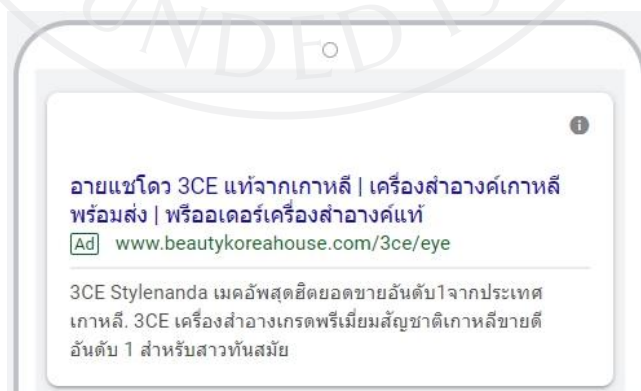 UNDED 19
อายแชโดว 3CE แท้จากเกาหลี | เครื่องสำอางค์เกาหลี
พร้อมส่ง | พรีออเดอร์เครื่องสำอางค์แท้
Ad www.beautykoreahouse.com/3ce/eye
3CE Stylenanda เมคอัพสุดฮิตยอดขายอันดับ1จากประเทศ
เกาหลี. 3CE เครื่องสำอางเกรดพรีเมี่ยมสัญชาติเกาหลีขายดี
อันดับ 1 สำหรับสาวทันสมัย